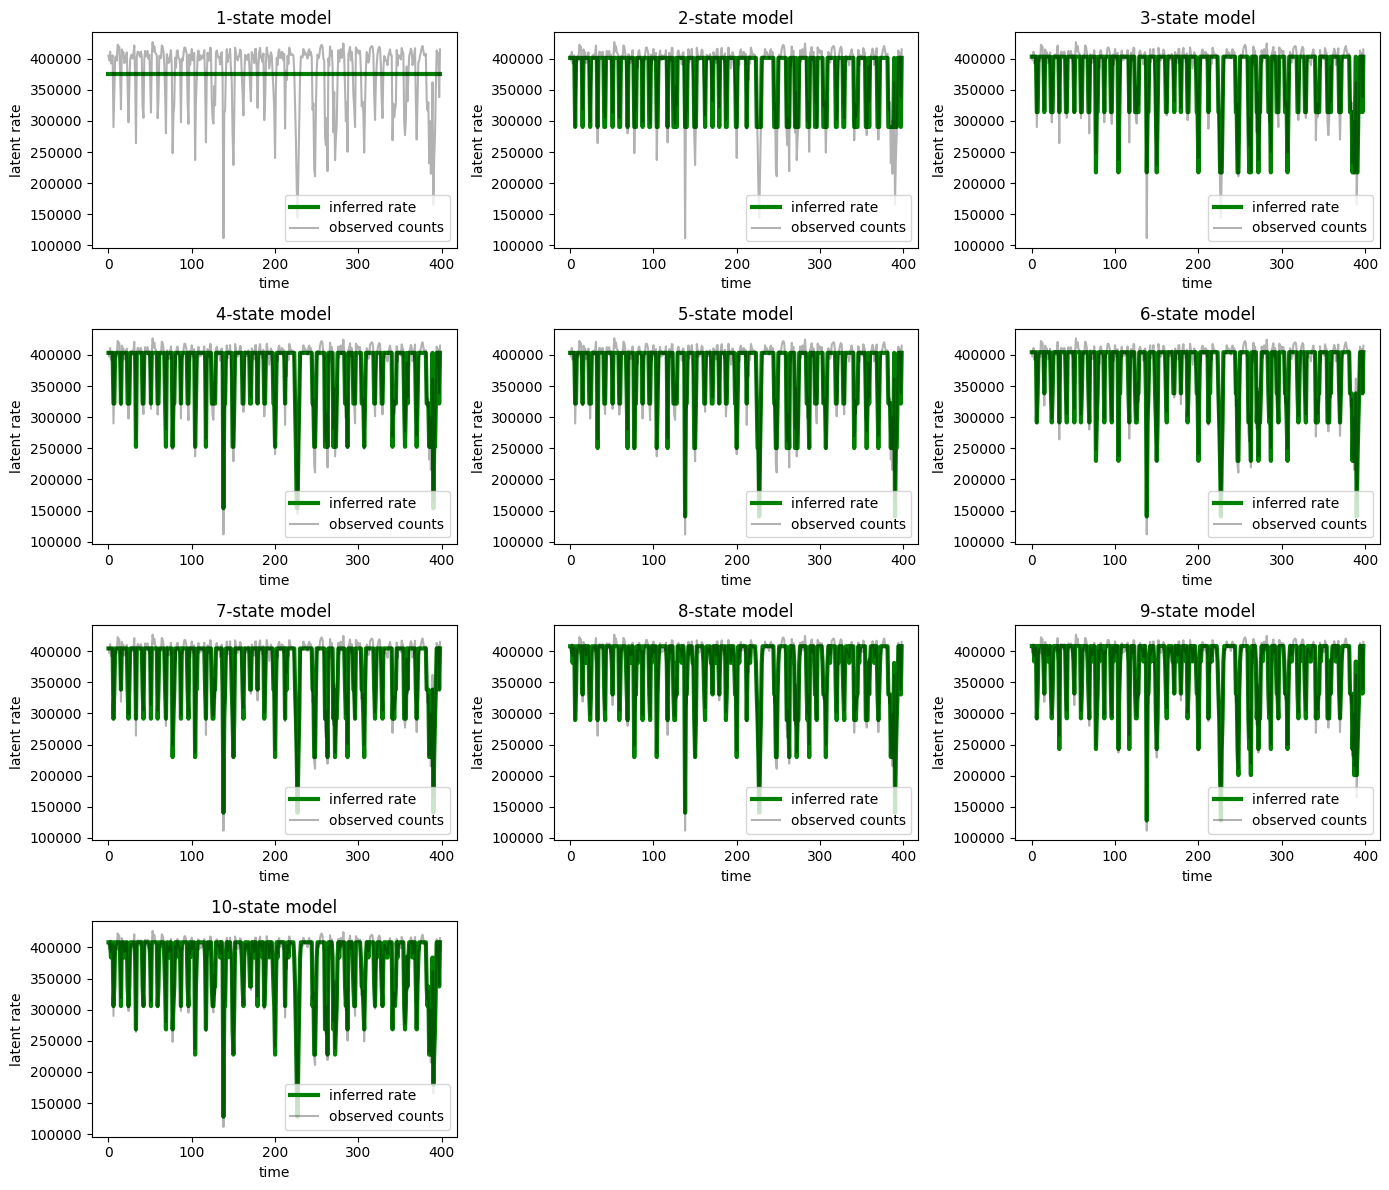 1-state model
latent rate
400000
350000
300000
250000
200000
150000
100000
inferred rate
observed counts
0
100
200
300
400
time
2-state model
latent rate
400000
350000
300000
250000
200000
150000
100000
inferred rate
observed counts
0
100
200
300
400
time
3-state model
latent rate
400000
350000
300000
250000
200000
150000
100000
inferred rate
observed counts
0
100
200
300
400
time
4-state model
latent rate
400000
350000
300000
250000
200000
150000
100000
inferred rate
observed counts
0
100
200
300
400
time
5-state model
latent rate
400000
350000
300000
250000
200000
150000
100000
inferred rate
observed counts
0
100
200
300
400
time
6-state model
latent rate
400000
350000
300000
250000
200000
150000
100000
inferred rate
observed counts
0
100
200
300
400
time
7-state model
latent rate
400000
350000
300000
250000
200000
150000
100000
inferred rate
observed counts
0
100
200
300
400
time
8-state model
latent rate
400000
350000
300000
250000
200000
150000
100000
inferred rate
observed counts
0
100
200
300
400
time
9-state model
latent rate
400000
350000
300000
250000
200000
150000
100000
inferred rate
observed counts
0
100
200
300
400
time
10-state model
latent rate
400000
350000
300000
250000
200000
150000
100000
inferred rate
observed counts
0
100
200
300
400
time